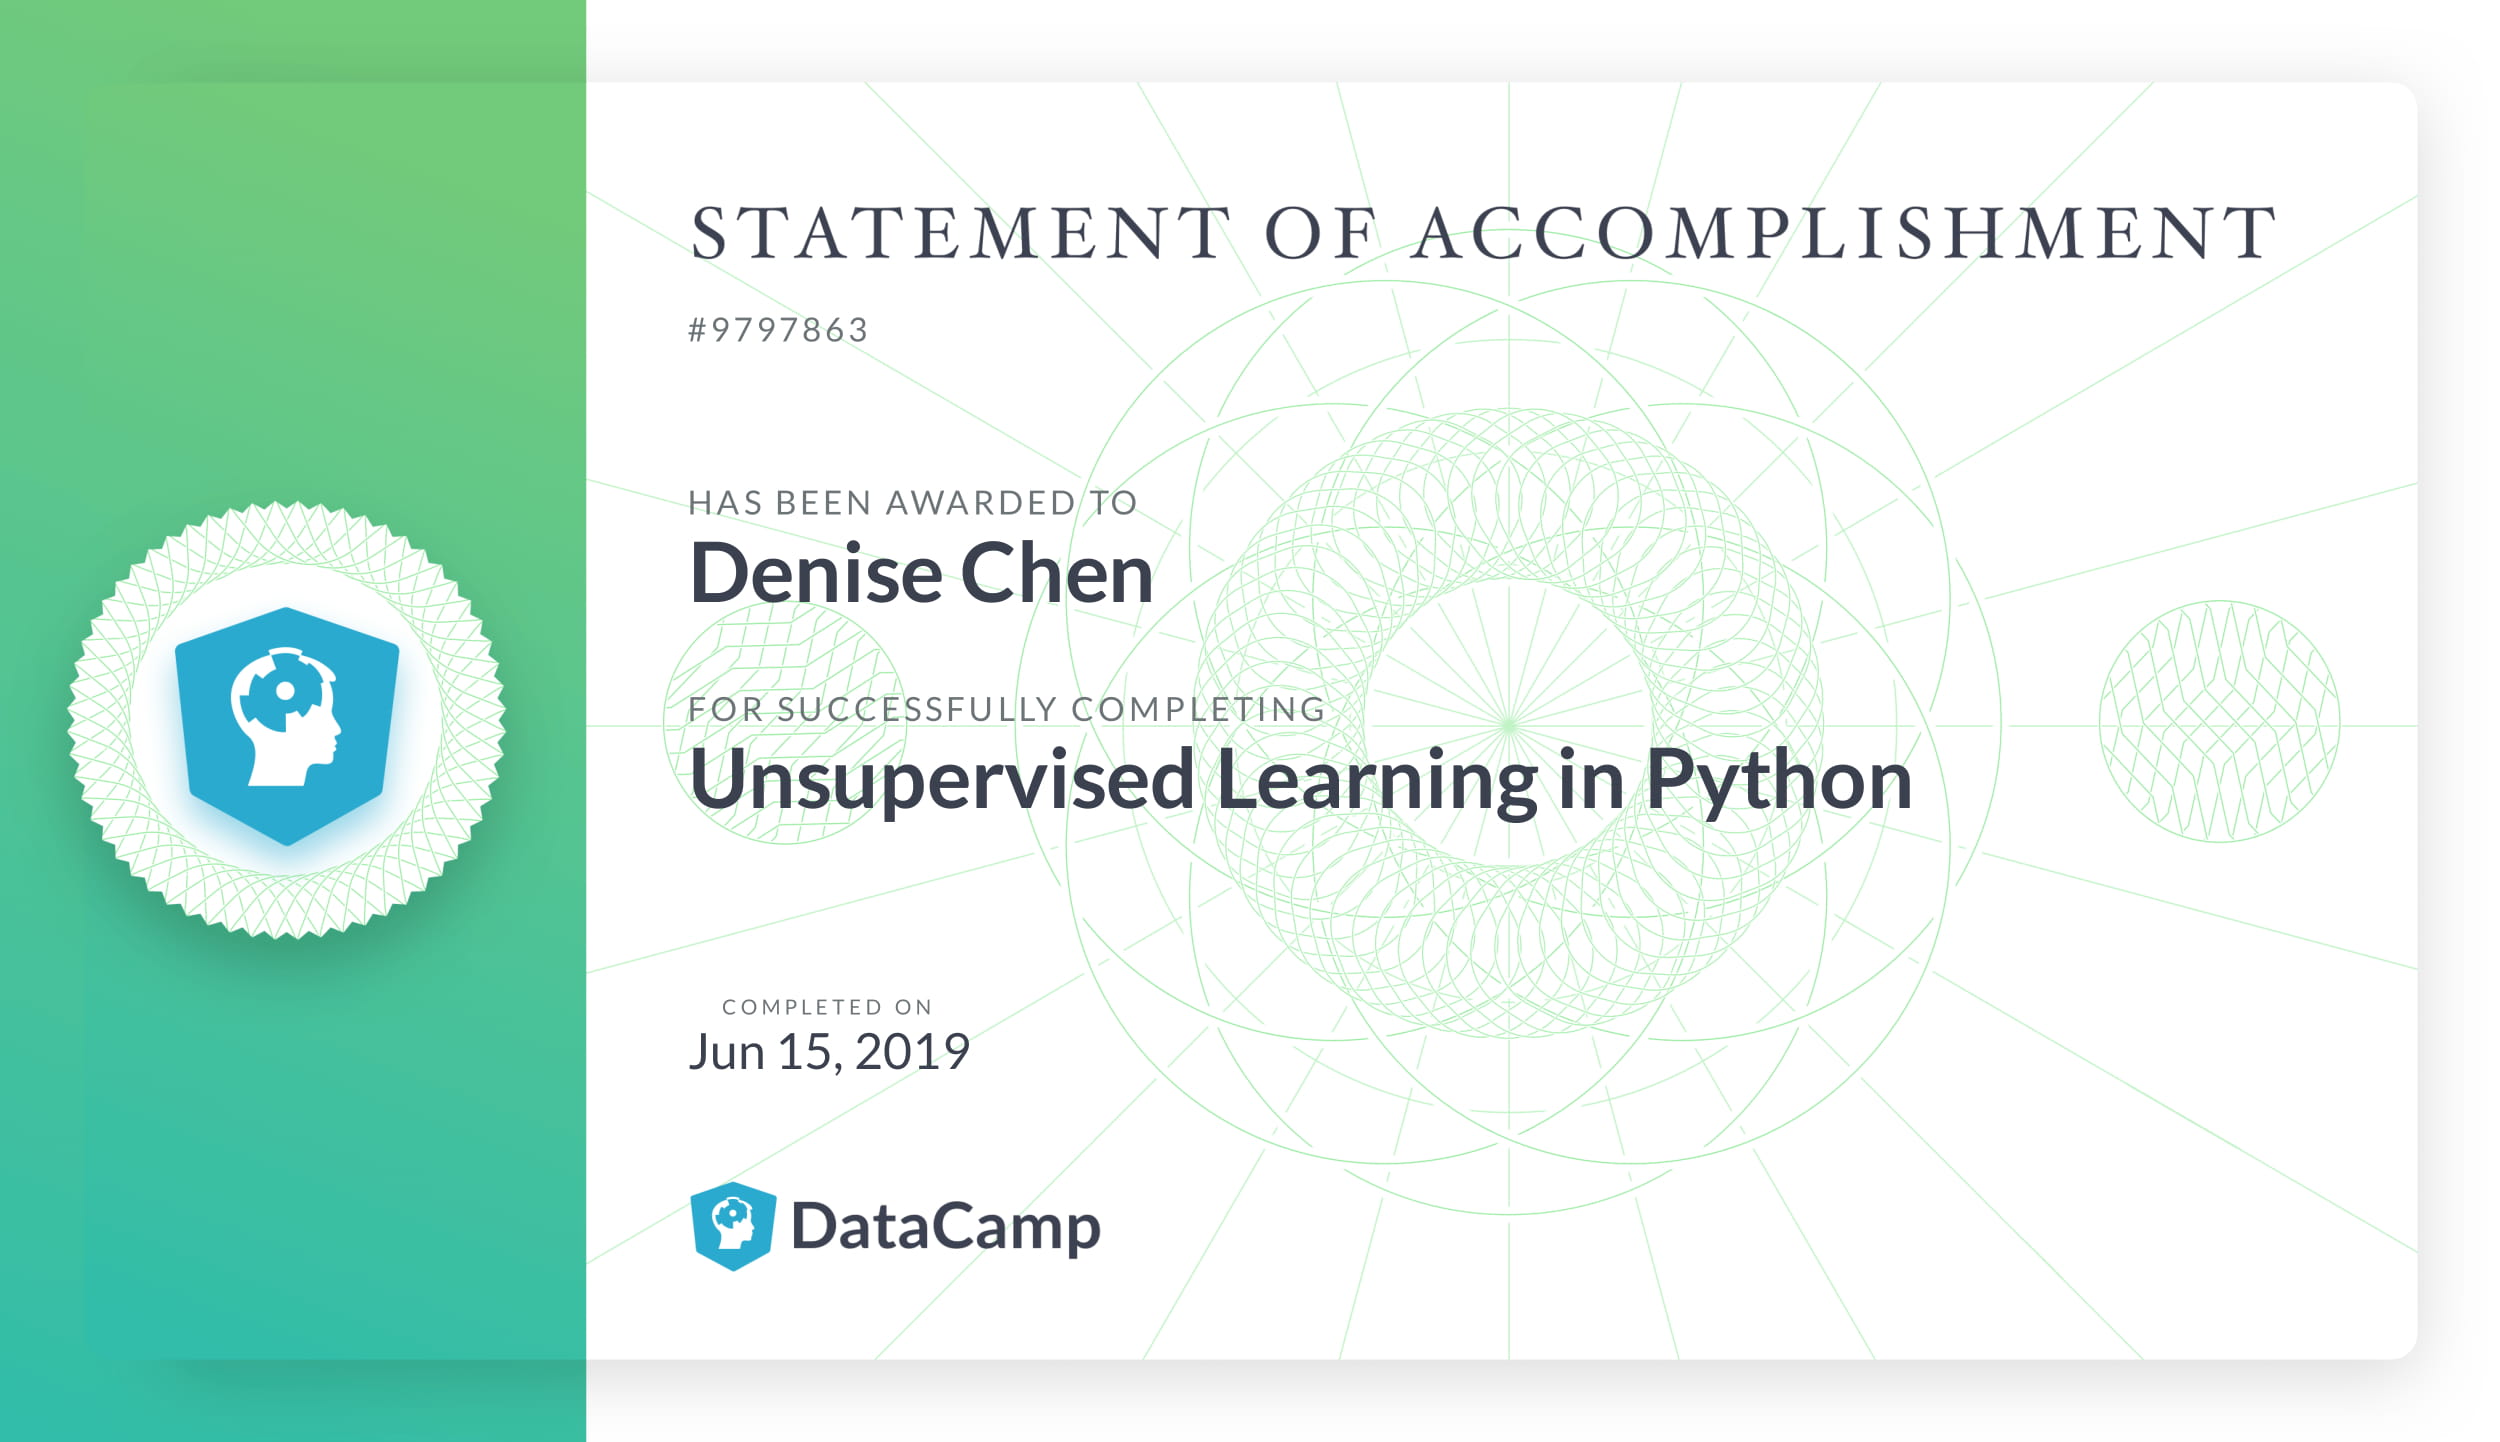 STATEMENT OF ACCOMPLISHMENT
#9797863
HAS BEEN AWARDED TO
Denise Chen
FOR SUCCESSFULLY COMPLETING
Unsupervised Learning in Python
COMPLETED ON
Jun 15, 2019
DataCamp